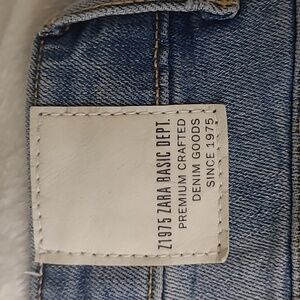 Z1975 ZARA BASIC DEPT.
PREMIUM CRAFTED
DENIM GOODS
SINCE 1975